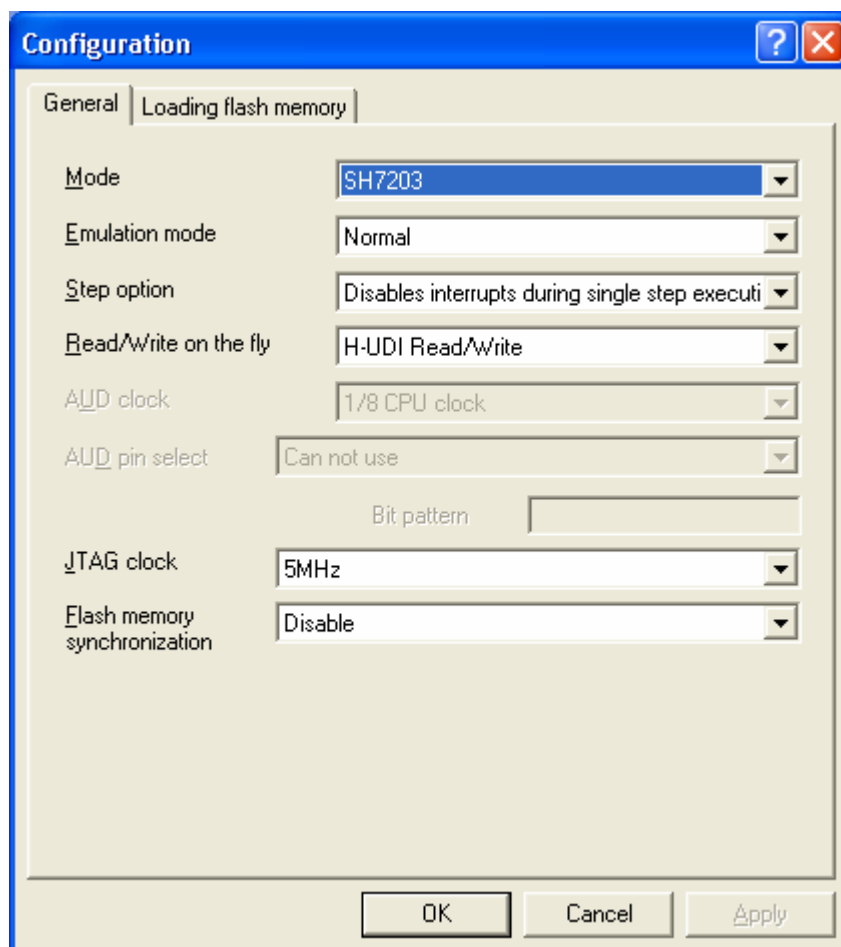 Configuration
General Loading flash memory
Mode SH7203
Emulation mode Normal
Step option Disables interrupts during single step executi
Read/Write on the fly H-UDI Read/Write
AUD clock 1/8 CPU clock
AUD pin select Can not use
Bit pattern
JTAG clock 5MHz
Flash memory
synchronization Disable
OK Cancel Apply